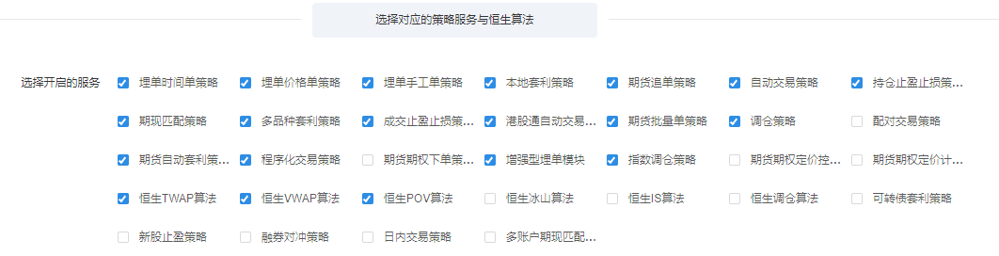 选择对应的策略服务与恒生算法
选择开启的服务 埋单时间单策略 埋单价格单策略 埋单手工单策略 本地套利策略 期货追单策略 自动交易策略 持仓止盈止损策...
期现匹配策略 多品种套利策略 成交止盈止损策... 港股通自动交易... 期货批量单策略 调仓策略 配对交易策略
期货自动套利策... 程序化交易策略 期货期权下单策... 增强型埋单模块 指数调仓策略 期货期权定价控... 期货期权定价计...
恒生TWAP算法 恒生VWAP算法 恒生POV算法 恒生冰山算法 恒生IS算法 恒生调仓算法 可转债套利策略
新股止盈策略 融券对冲策略 日内交易策略 多账户期现匹配...